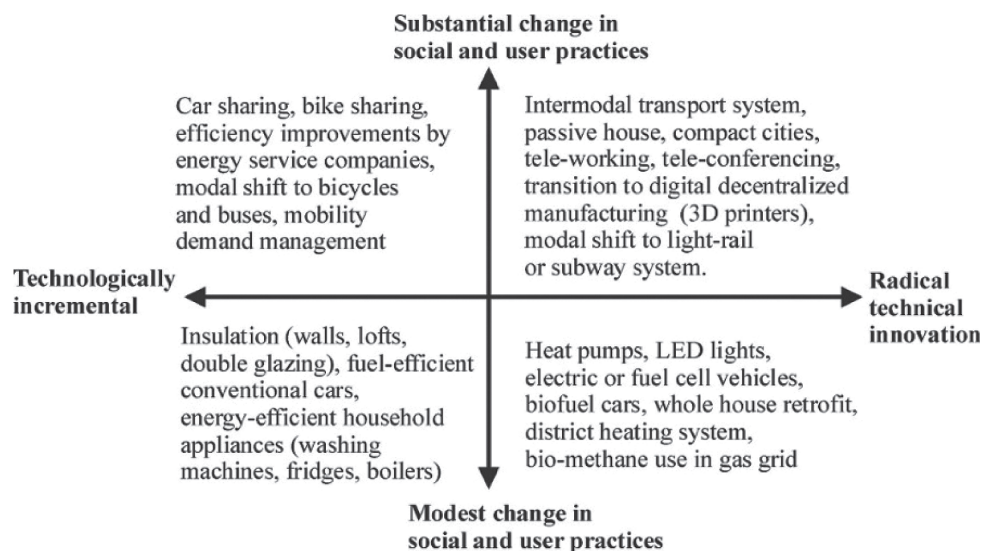 Substantial change in
social and user practices
Car sharing, bike sharing,
efficiency improvements by
energy service companies,
modal shift to bicycles
and buses, mobility
demand management
Intermodal transport system,
passive house, compact cities,
tele-working, tele-conferencing,
transition to digital decentralized
manufacturing (3D printers),
modal shift to light-rail
or subway system.
Technologically
incremental
Radical
technical
innovation
Insulation (walls, lofts,
double glazing), fuel-efficient
conventional cars,
energy-efficient household
appliances (washing
machines, fridges, boilers)
Heat pumps, LED lights,
electric or fuel cell vehicles,
biofuel cars, whole house retrofit,
district heating system,
bio-methane use in gas grid
Modest change in
social and user practices